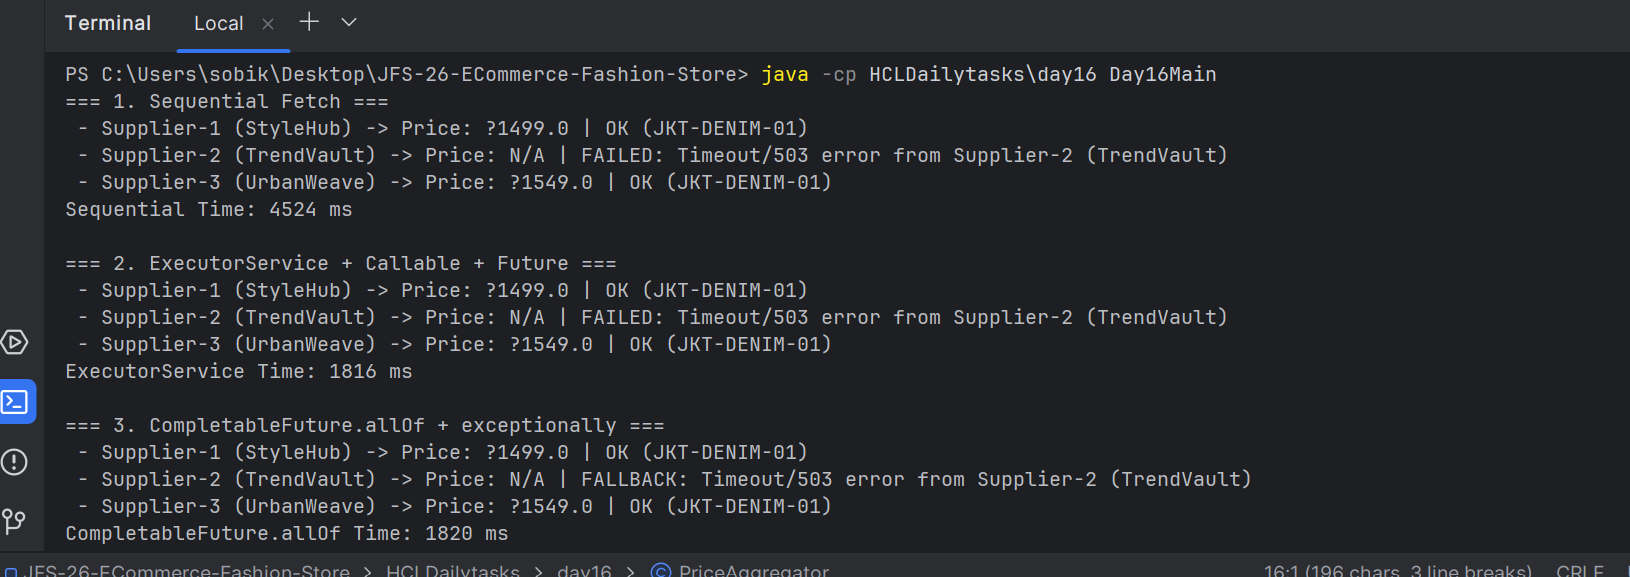 Terminal Local
PS C:\Users\sobik\Desktop\JFS-26-ECommerce-Fashion-Store> java -cp HCLDailytasks\day16 Day16Main
=== 1. Sequential Fetch ===
 - Supplier-1 (StyleHub) -> Price: ?1499.0 | OK (JKT-DENIM-01)
 - Supplier-2 (TrendVault) -> Price: N/A | FAILED: Timeout/503 error from Supplier-2 (TrendVault)
 - Supplier-3 (UrbanWeave) -> Price: ?1549.0 | OK (JKT-DENIM-01)
Sequential Time: 4524 ms

=== 2. ExecutorService + Callable + Future ===
 - Supplier-1 (StyleHub) -> Price: ?1499.0 | OK (JKT-DENIM-01)
 - Supplier-2 (TrendVault) -> Price: N/A | FAILED: Timeout/503 error from Supplier-2 (TrendVault)
 - Supplier-3 (UrbanWeave) -> Price: ?1549.0 | OK (JKT-DENIM-01)
ExecutorService Time: 1816 ms

=== 3. CompletableFuture.allOf + exceptionally ===
 - Supplier-1 (StyleHub) -> Price: ?1499.0 | OK (JKT-DENIM-01)
 - Supplier-2 (TrendVault) -> Price: N/A | FALLBACK: Timeout/503 error from Supplier-2 (TrendVault)
 - Supplier-3 (UrbanWeave) -> Price: ?1549.0 | OK (JKT-DENIM-01)
CompletableFuture.allOf Time: 1820 ms
JFS-26-ECommerce-Fashion-Store > HCLDailytasks > day16 > PriceAggregator 16:1 (196 chars, 3 line breaks) CRLF